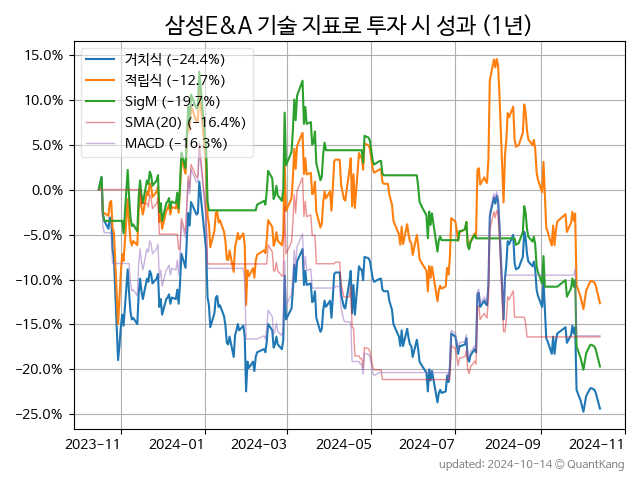 삼성E&A 기술 지표로 투자 시 성과 (1년)
거치식 (−24.4%)
적립식 (−12.7%)
SigM (−19.7%)
SMA(20) (−16.4%)
MACD (−16.3%)
15.0%
10.0%
5.0%
0.0%
−5.0%
−10.0%
−15.0%
−20.0%
−25.0%
2023−11 2024−01 2024−03 2024−05 2024−07 2024−09 2024−11
updated: 2024-10-14 © QuantKang